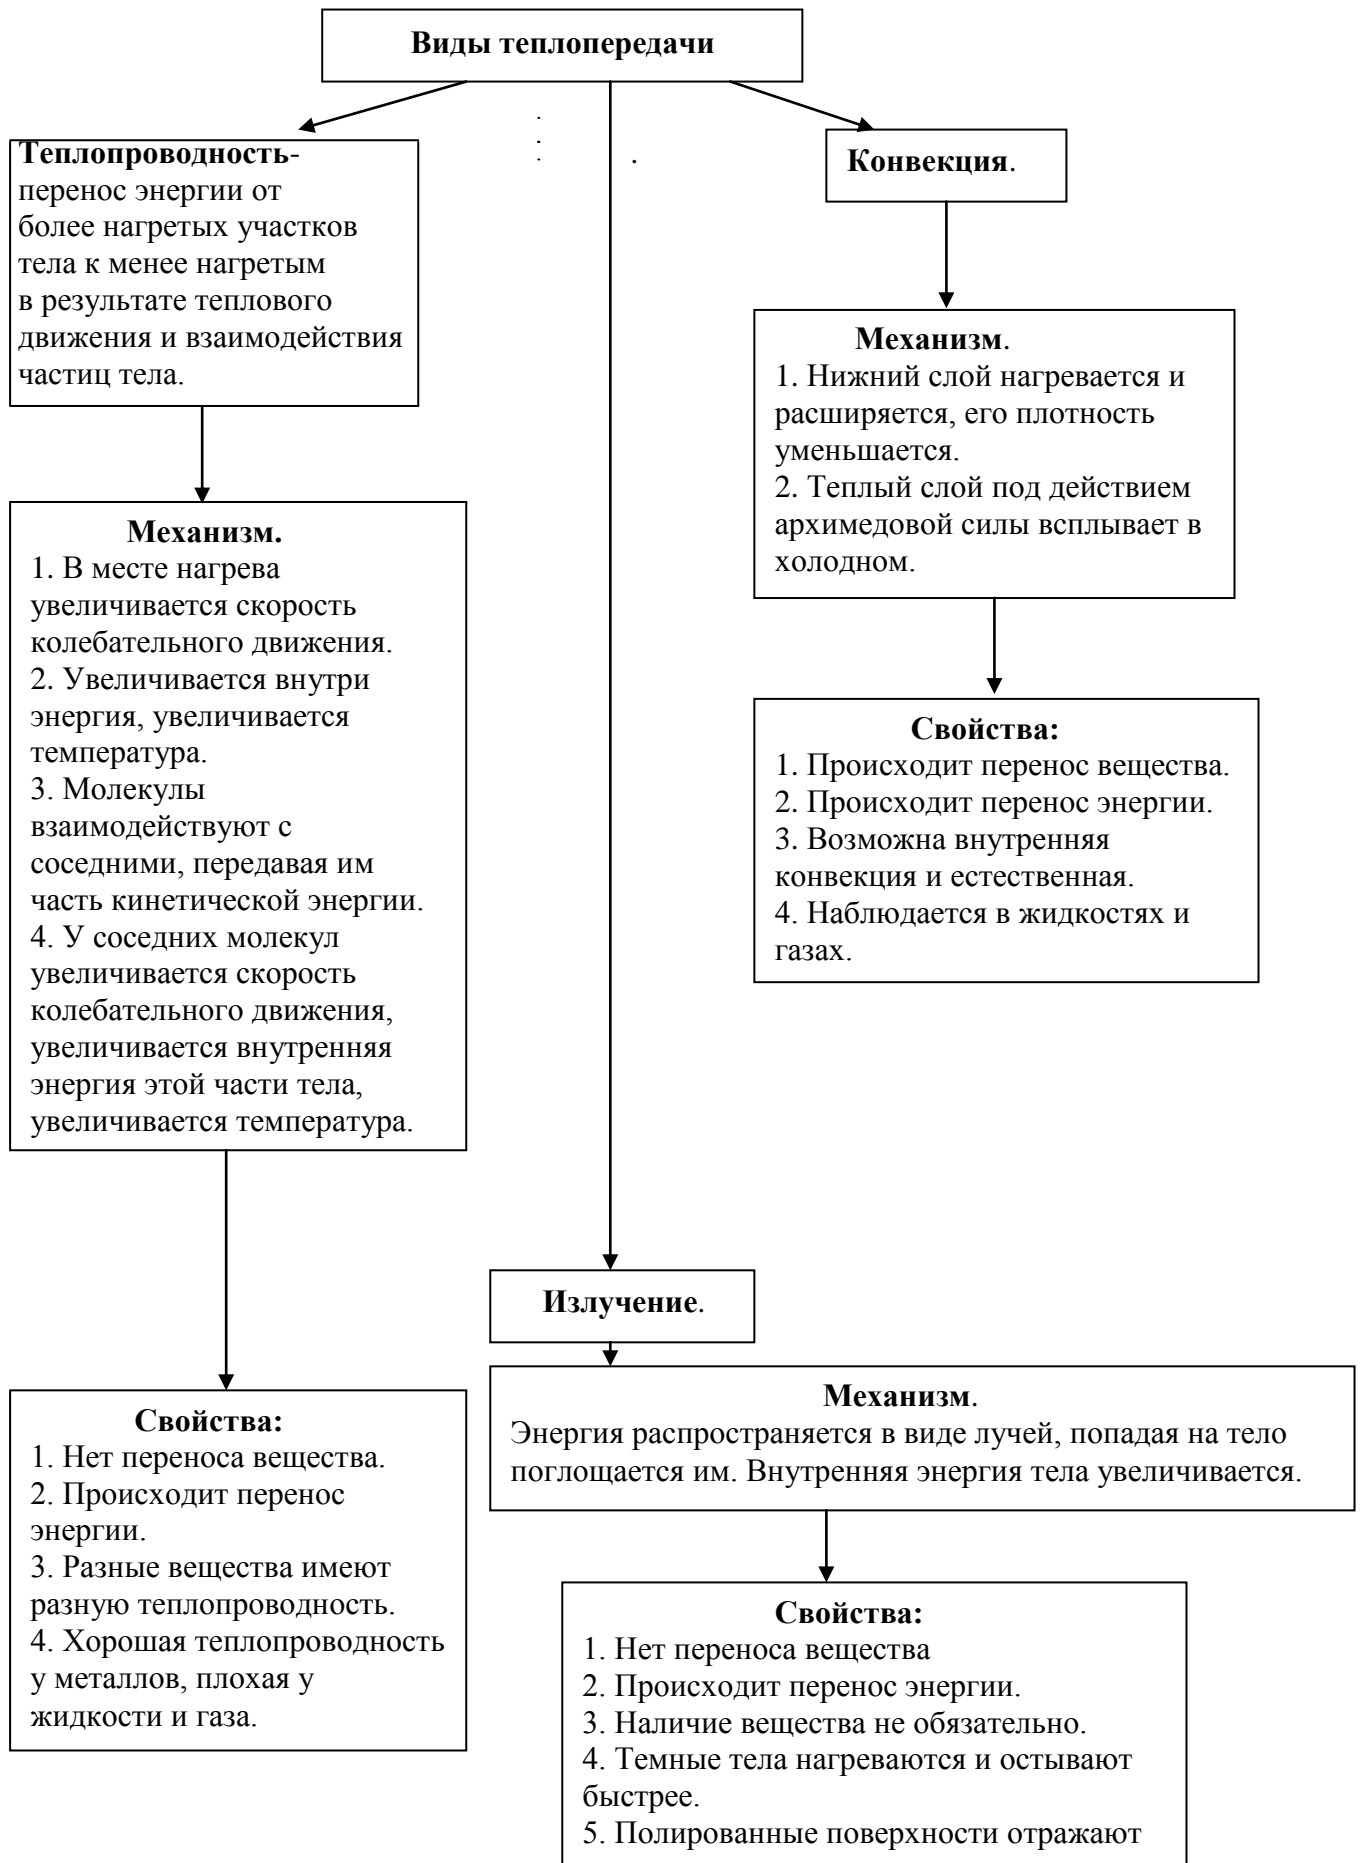 Виды теплопередачи
Теплопроводность-
перенос энергии от
более нагретых участков
тела к менее нагретым
в результате теплового
движения и взаимодействия
частиц тела.
Механизм.
1. В месте нагрева
увеличивается скорость
колебательного движения.
2. Увеличивается внутри
энергия, увеличивается
температура.
3. Молекулы
взаимодействуют с
соседними, передавая им
часть кинетической энергии.
4. У соседних молекул
увеличивается скорость
колебательного движения,
увеличивается внутренняя
энергия этой части тела,
увеличивается температура.
Свойства:
1. Нет переноса вещества.
2. Происходит перенос
энергии.
3. Разные вещества имеют
разную теплопроводность.
4. Хорошая теплопроводность
у металлов, плохая у
жидкости и газа.
Конвекция.
Механизм.
1. Нижний слой нагревается и
расширяется, его плотность
уменьшается.
2. Теплый слой под действием
архимедовой силы всплывает в
холодном.
Свойства:
1. Происходит перенос вещества.
2. Происходит перенос энергии.
3. Возможна внутренняя
конвекция и естественная.
4. Наблюдается в жидкостях и
газах.
Излучение.
Механизм.
Энергия распространяется в виде лучей, попадая на тело
поглощается им. Внутренняя энергия тела увеличивается.
Свойства:
1. Нет переноса вещества
2. Происходит перенос энергии.
3. Наличие вещества не обязательно.
4. Темные тела нагреваются и остывают
быстрее.
5. Полированные поверхности отражают